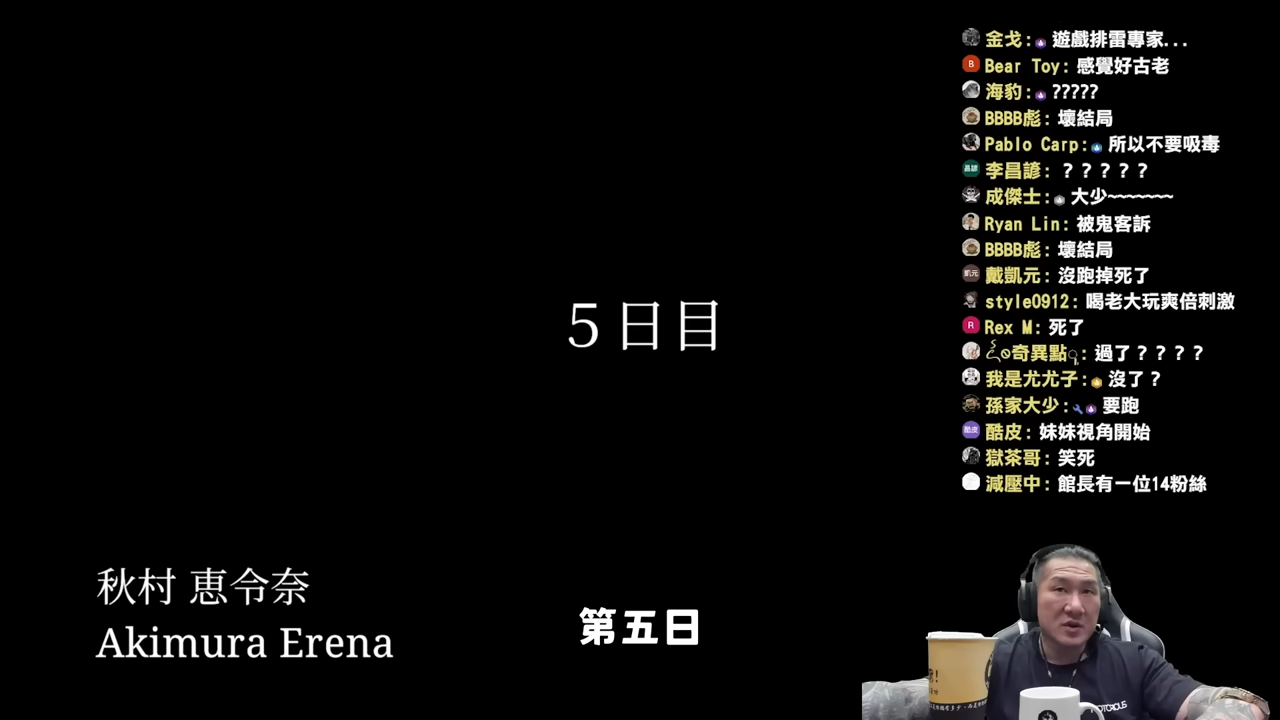 金戈: 遊戲排雷專家...
Bear Toy: 感覺好古老
海豹: ?????
BBBB彪: 壞結局
Pablo Carp: 所以不要吸毒
李昌諺: ？？？？？
成傑士: 大少~~~~~~~
Ryan Lin: 被鬼客訴
BBBB彪: 壞結局
戴凱元: 沒跑掉死了
style0912: 喝老大玩爽倍刺激
Rex M: 死了
奇異點: 過了？？？？
我是尤尤子: 沒了？
孫家大少: 要跑
酷皮: 妹妹視角開始
獄茶哥: 笑死
減壓中: 館長有一位14粉絲
5日目
秋村 恵令奈
Akimura Erena
第五日